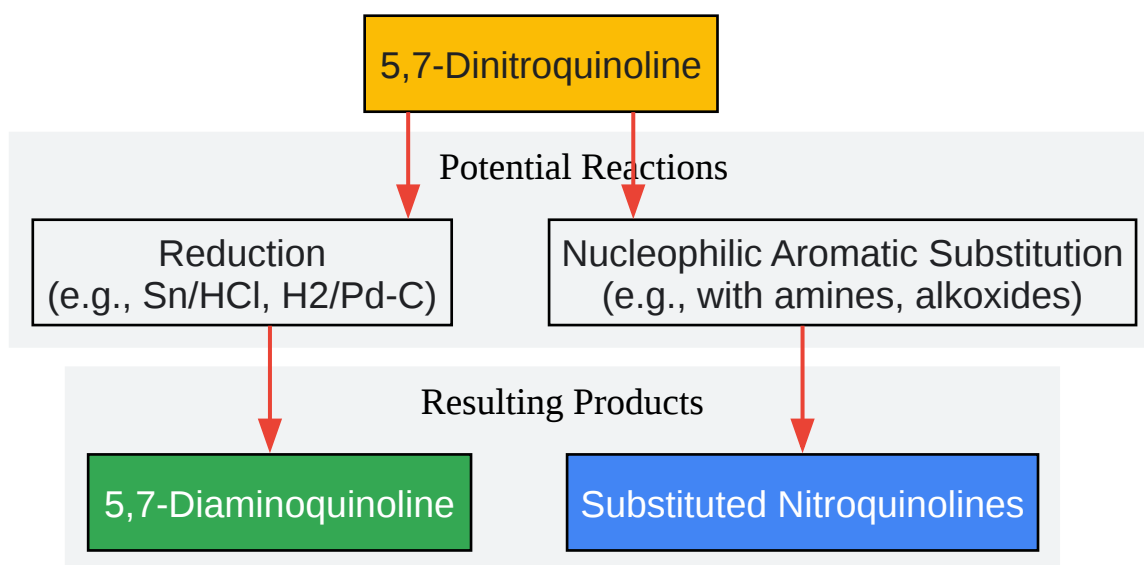 5,7-Dinitroquinoline
Potential Reactions
Reduction
(e.g., Sn/HCl, H2/Pd-C)
Nucleophilic Aromatic Substitution
(e.g., with amines, alkoxides)
Resulting Products
5,7-Diaminoquinoline
Substituted Nitroquinolines